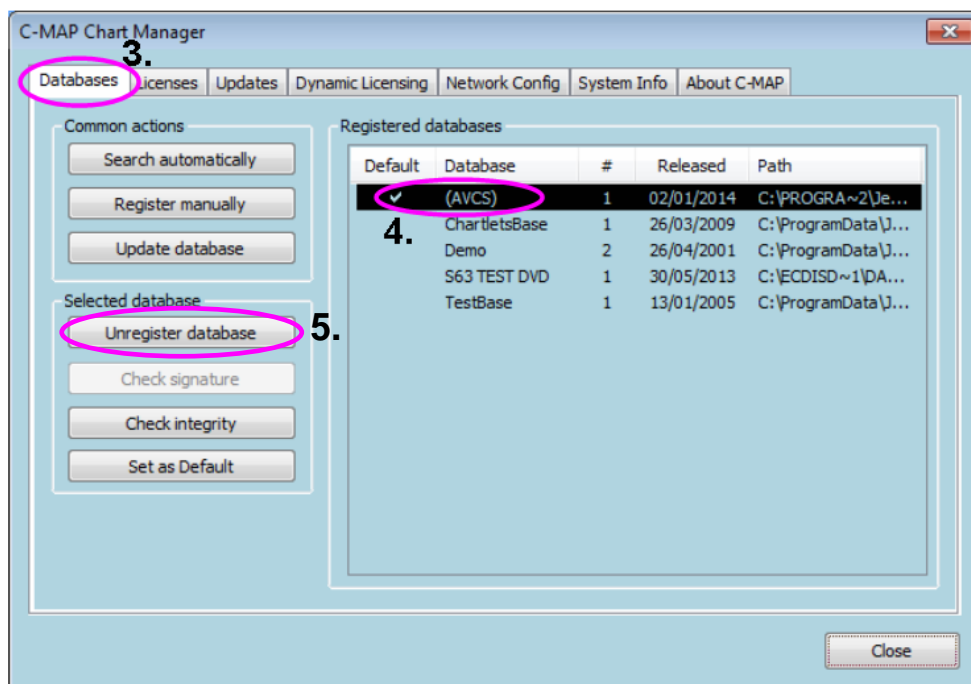 C-MAP Chart Manager
3.
Databases Licenses Updates Dynamic Licensing Network Config System Info About C-MAP
Common actions
Search automatically
Register manually
Update database
Selected database
Unregister database
5.
Check signature
Check integrity
Set as Default
Registered databases
Default Database # Released Path
(AVCS) 1 02/01/2014 C:\PROGRA~2\Je...
4.
ChartletsBase 1 26/03/2009 C:\ProgramData\J...
Demo 2 26/04/2001 C:\ProgramData\J...
S63 TEST DVD 1 30/05/2013 C:\ECDISD~1\DA...
TestBase 1 13/01/2005 C:\ProgramData\J...
Close